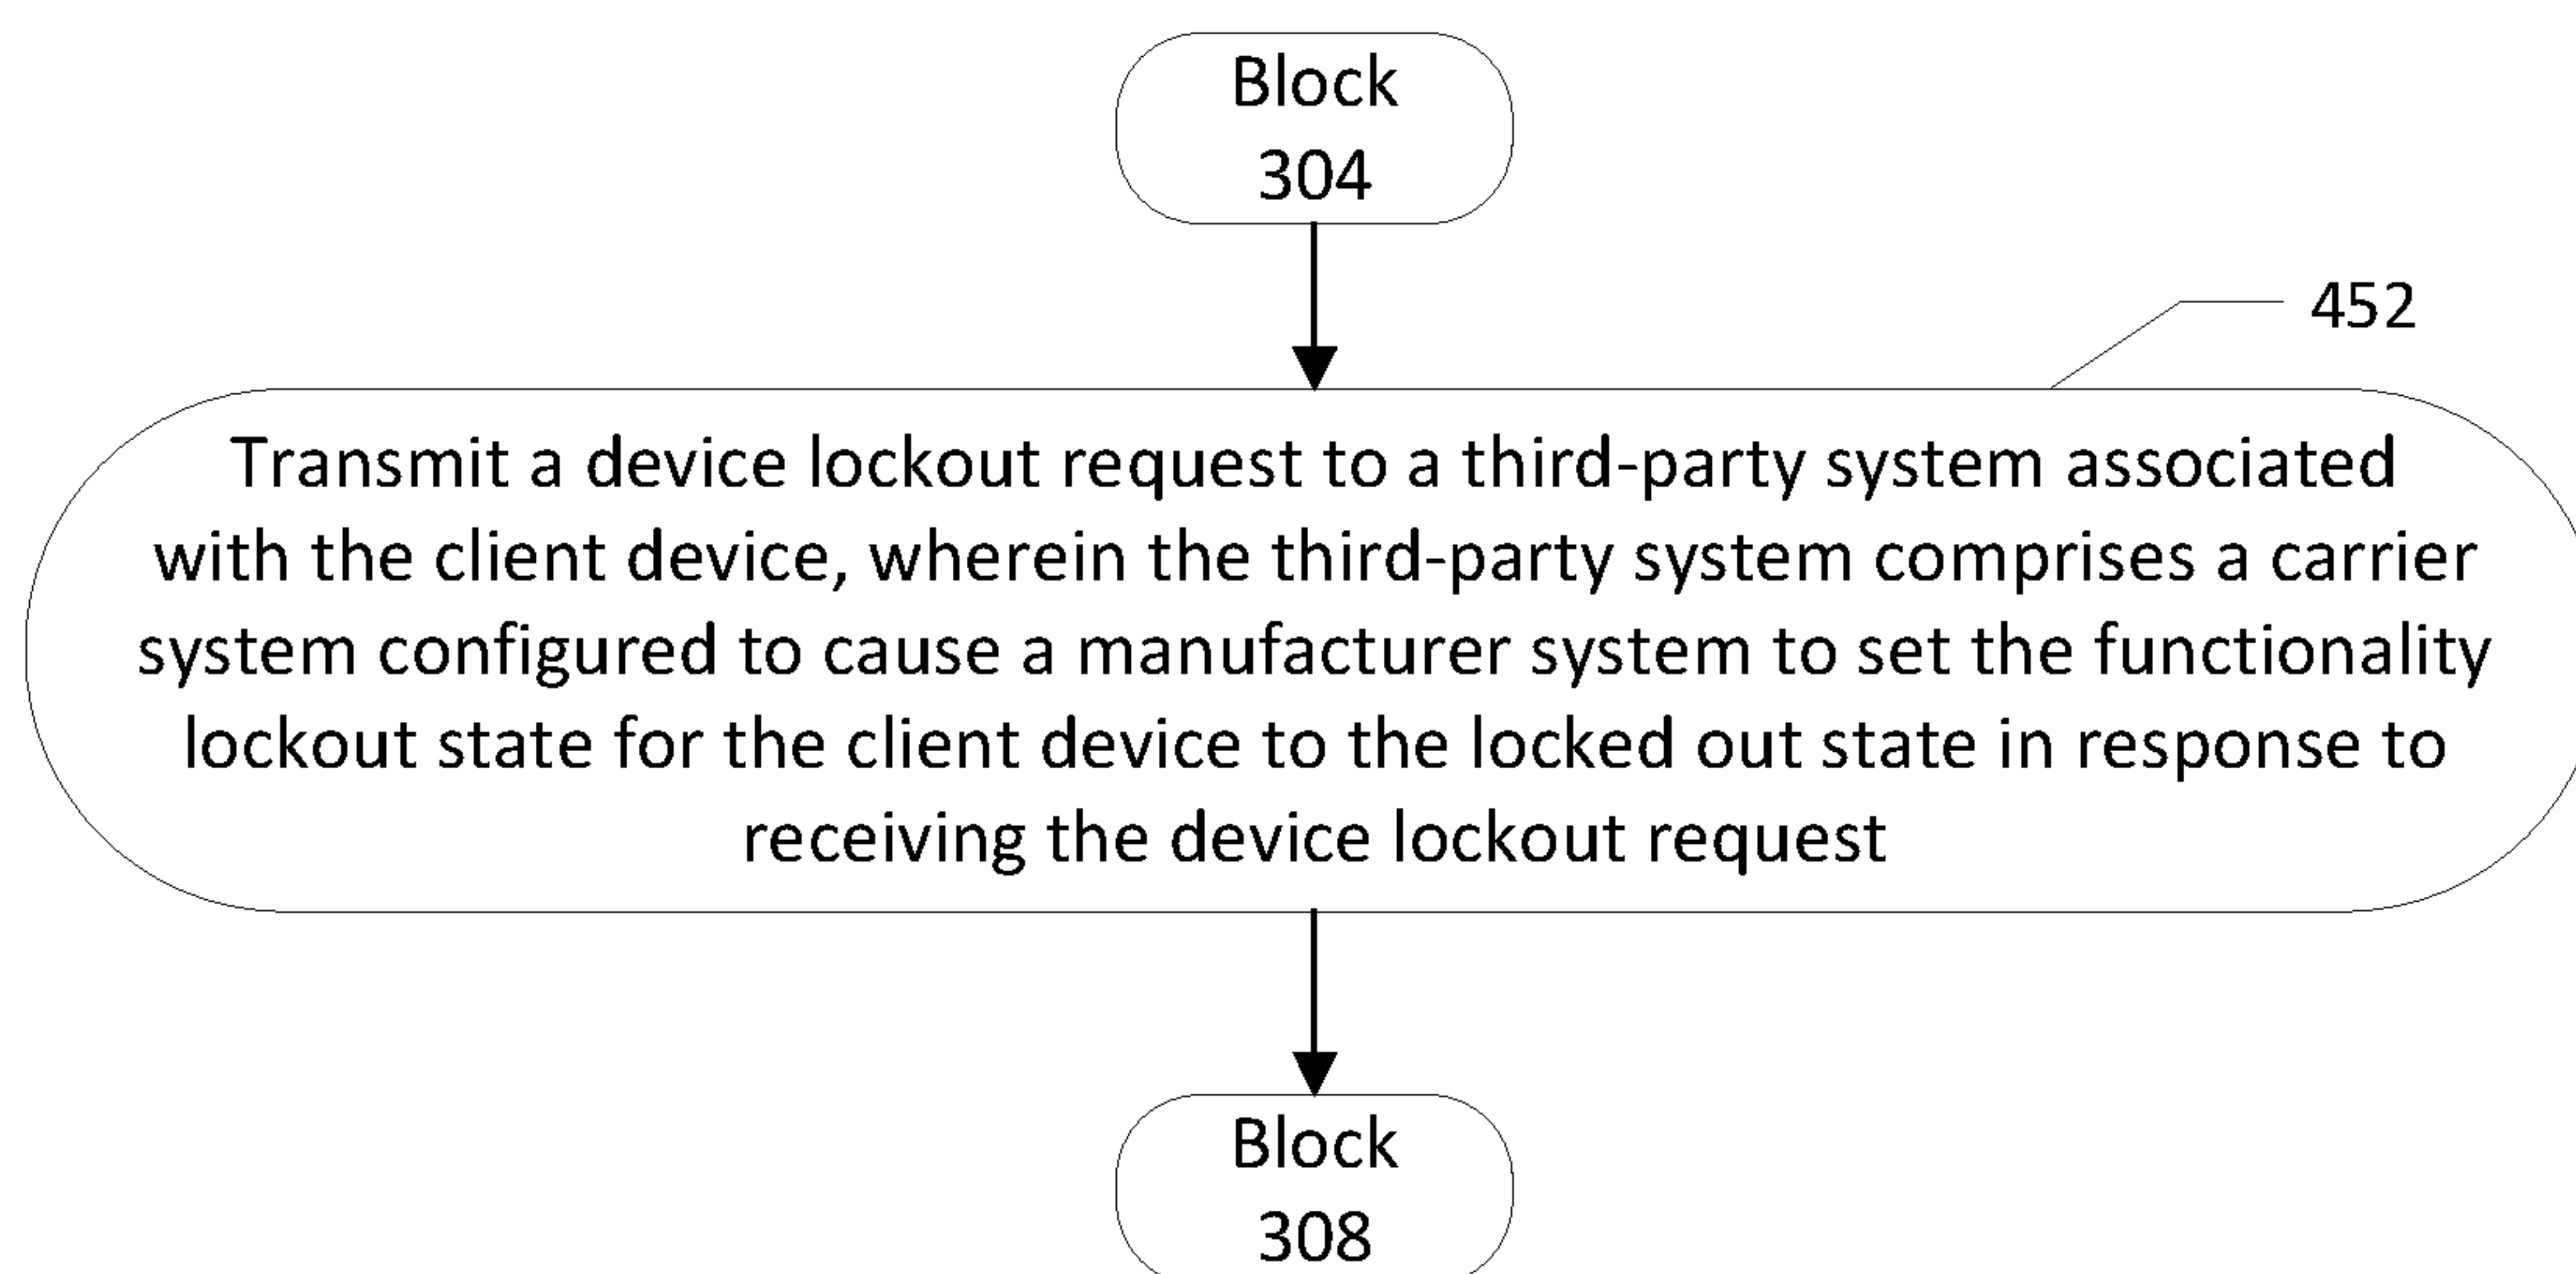 Block
304
452
Transmit a device lockout request to a third-party system associated
with the client device, wherein the third-party system comprises a carrier
system configured to cause a manufacturer system to set the functionality
lockout state for the client device to the locked out state in response to
receiving the device lockout request
Block
308